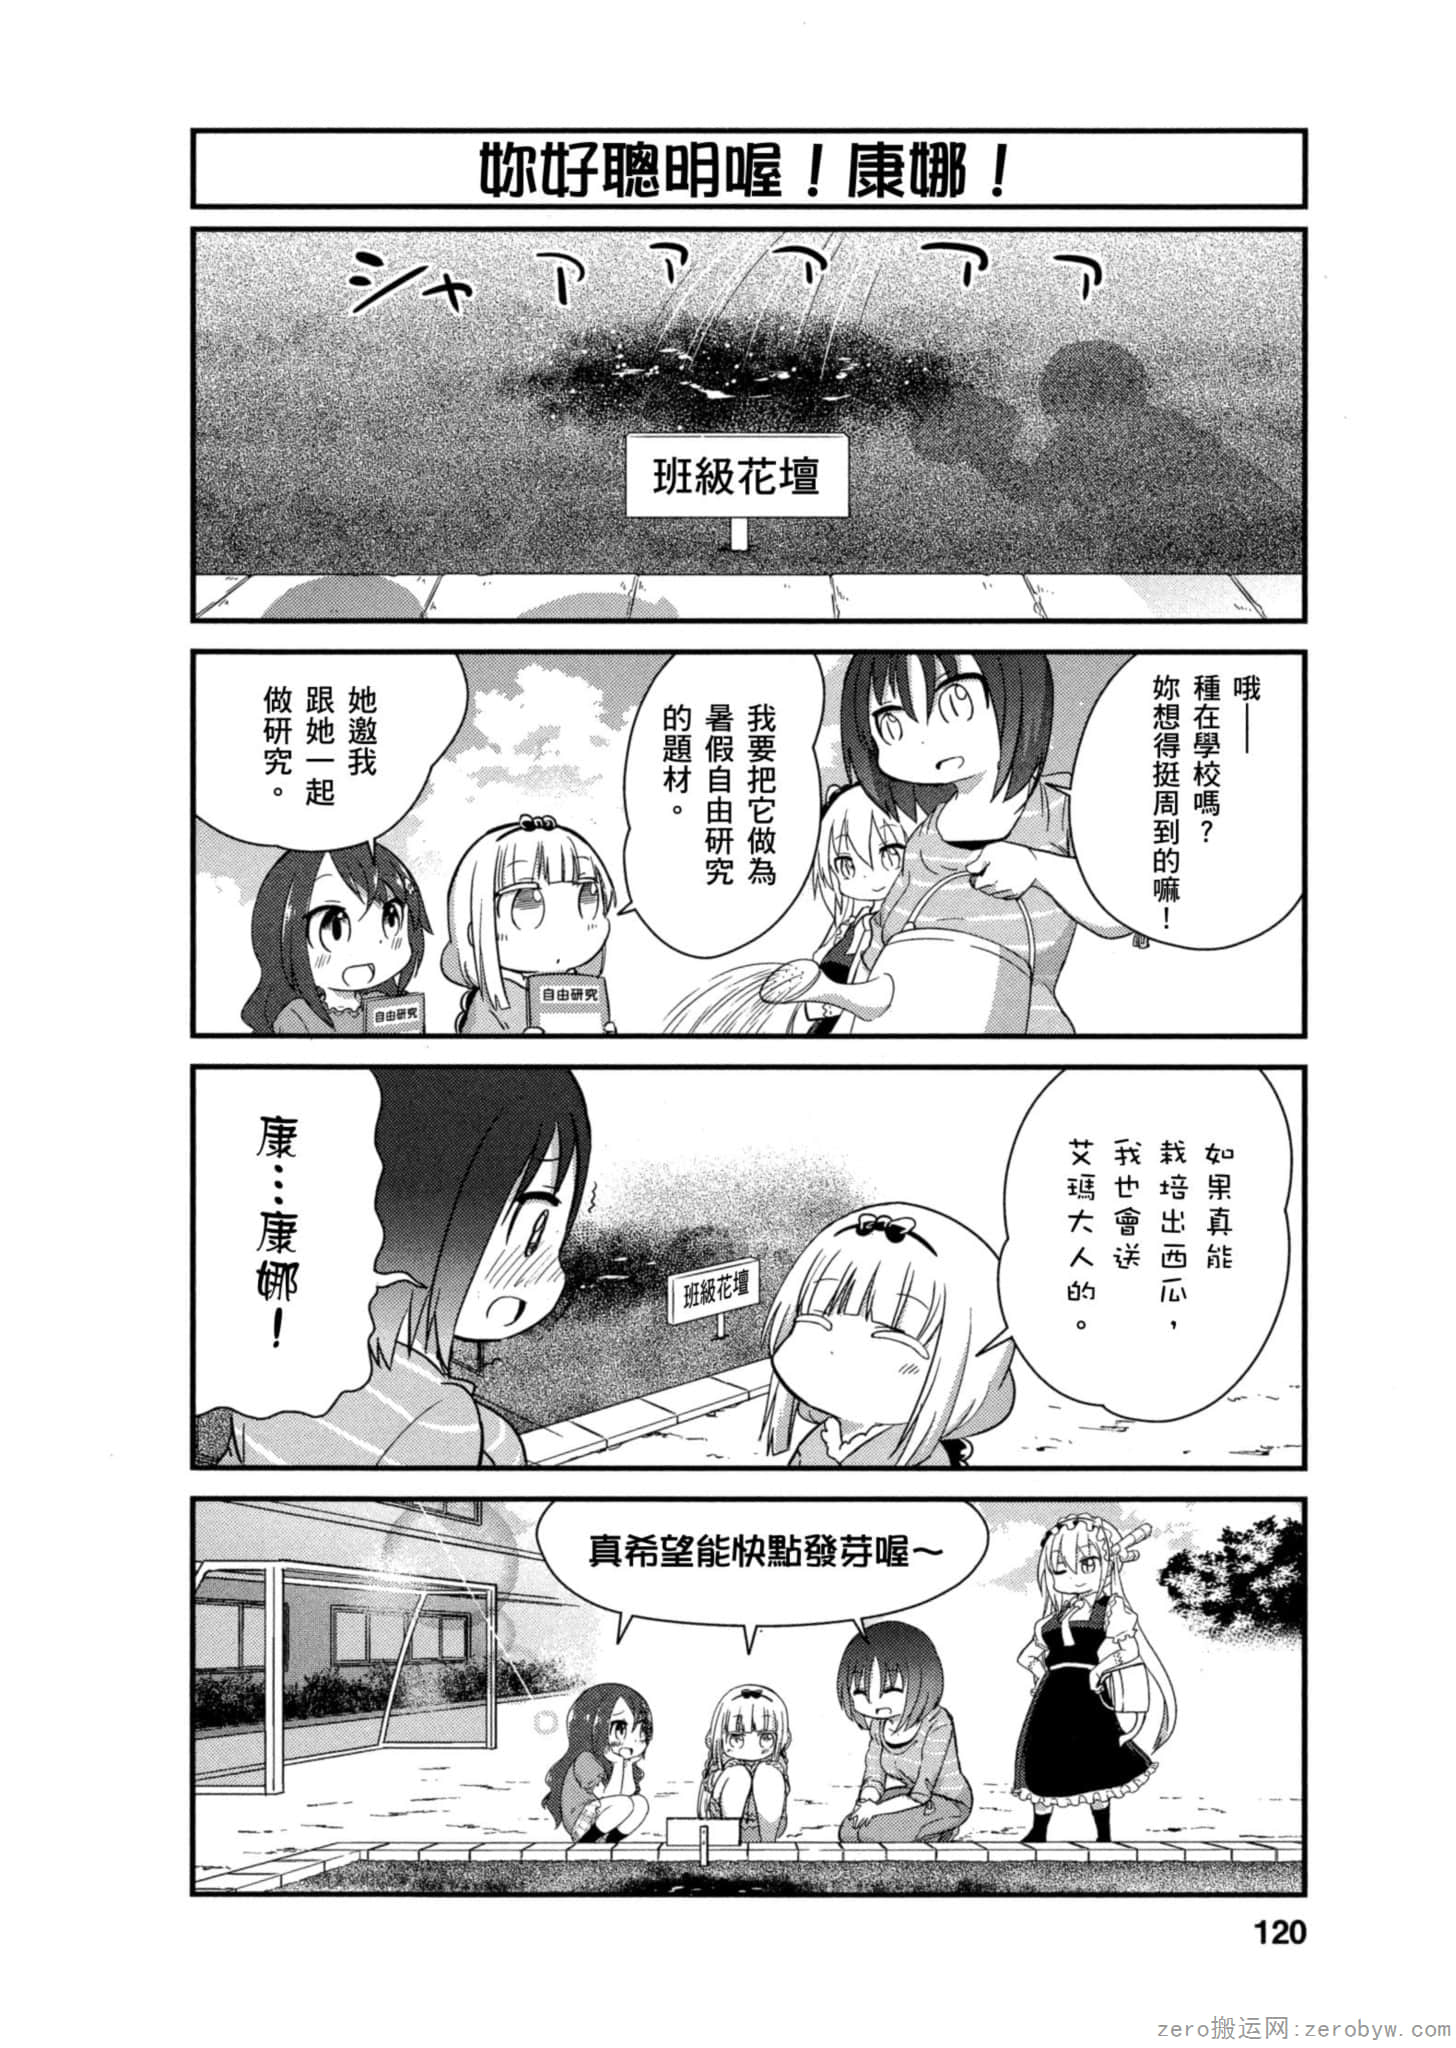 妳好聰明喔！康娜！
シャアアアアア
班級花壇
哦——
種在學校嗎？
妳想得挺周到的嘛！
我要把它做為
暑假自由研究
的題材。
自由研究
她邀我
跟她一起
做研究。
自由研究
如果真能
栽培出西瓜，
我也會送
艾瑪大人的。
班級花壇
康…康娜！
真希望能快點發芽喔～
120
zero搬运网:zerobyw.com